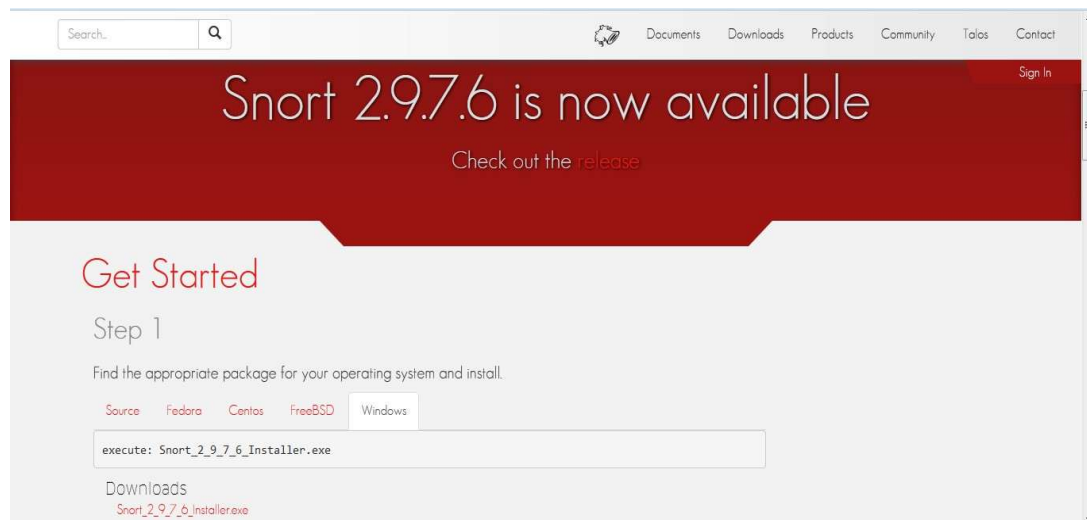 Search..
Documents Downloads Products Community Talos Contact
Sign In
Snort 2.9.7.6 is now available
Check out the release
Get Started
Step 1
Find the appropriate package for your operating system and install.
Source Fedora Centos FreeBSD Windows
execute: Snort_2_9_7_6_Installer.exe
Downloads
Snort_2_9_7_6_Installer.exe